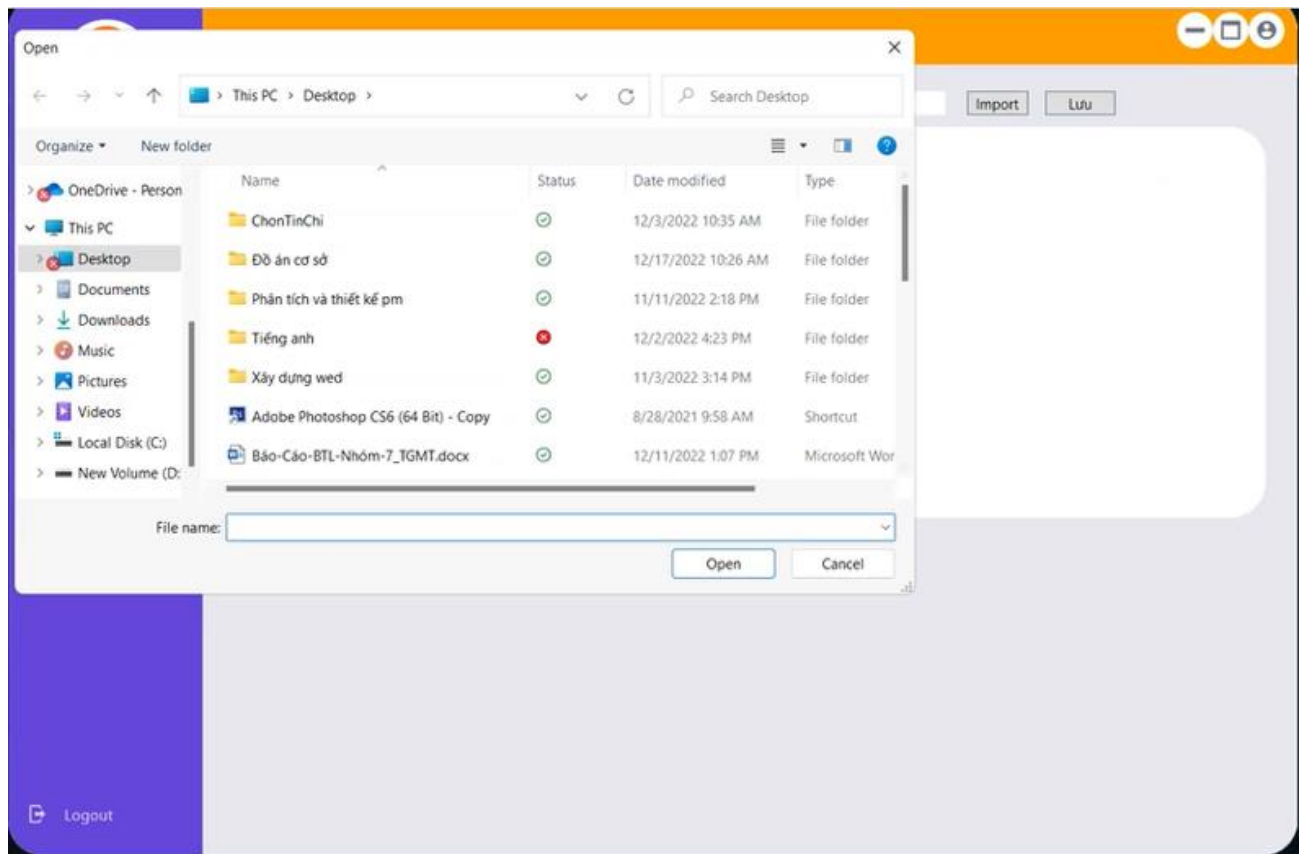 Open
This PC > Desktop >
Search Desktop
Import
Lưu
Organize
New folder
Name Status Date modified Type
OneDrive - Person
This PC
Desktop
Documents
Downloads
Music
Pictures
Videos
Local Disk (C:)
New Volume (D:
ChonTinChi 12/3/2022 10:35 AM File folder
Đồ án cơ sở 12/17/2022 10:26 AM File folder
Phân tích và thiết kế pm 11/11/2022 2:18 PM File folder
Tiếng anh 12/2/2022 4:23 PM File folder
Xây dựng wed 11/3/2022 3:14 PM File folder
Adobe Photoshop CS6 (64 Bit) - Copy 8/28/2021 9:58 AM Shortcut
Báo-Cáo-BTL-Nhóm-7_TGMT.docx 12/11/2022 1:07 PM Microsoft Wor
File name:
Open
Cancel
Logout